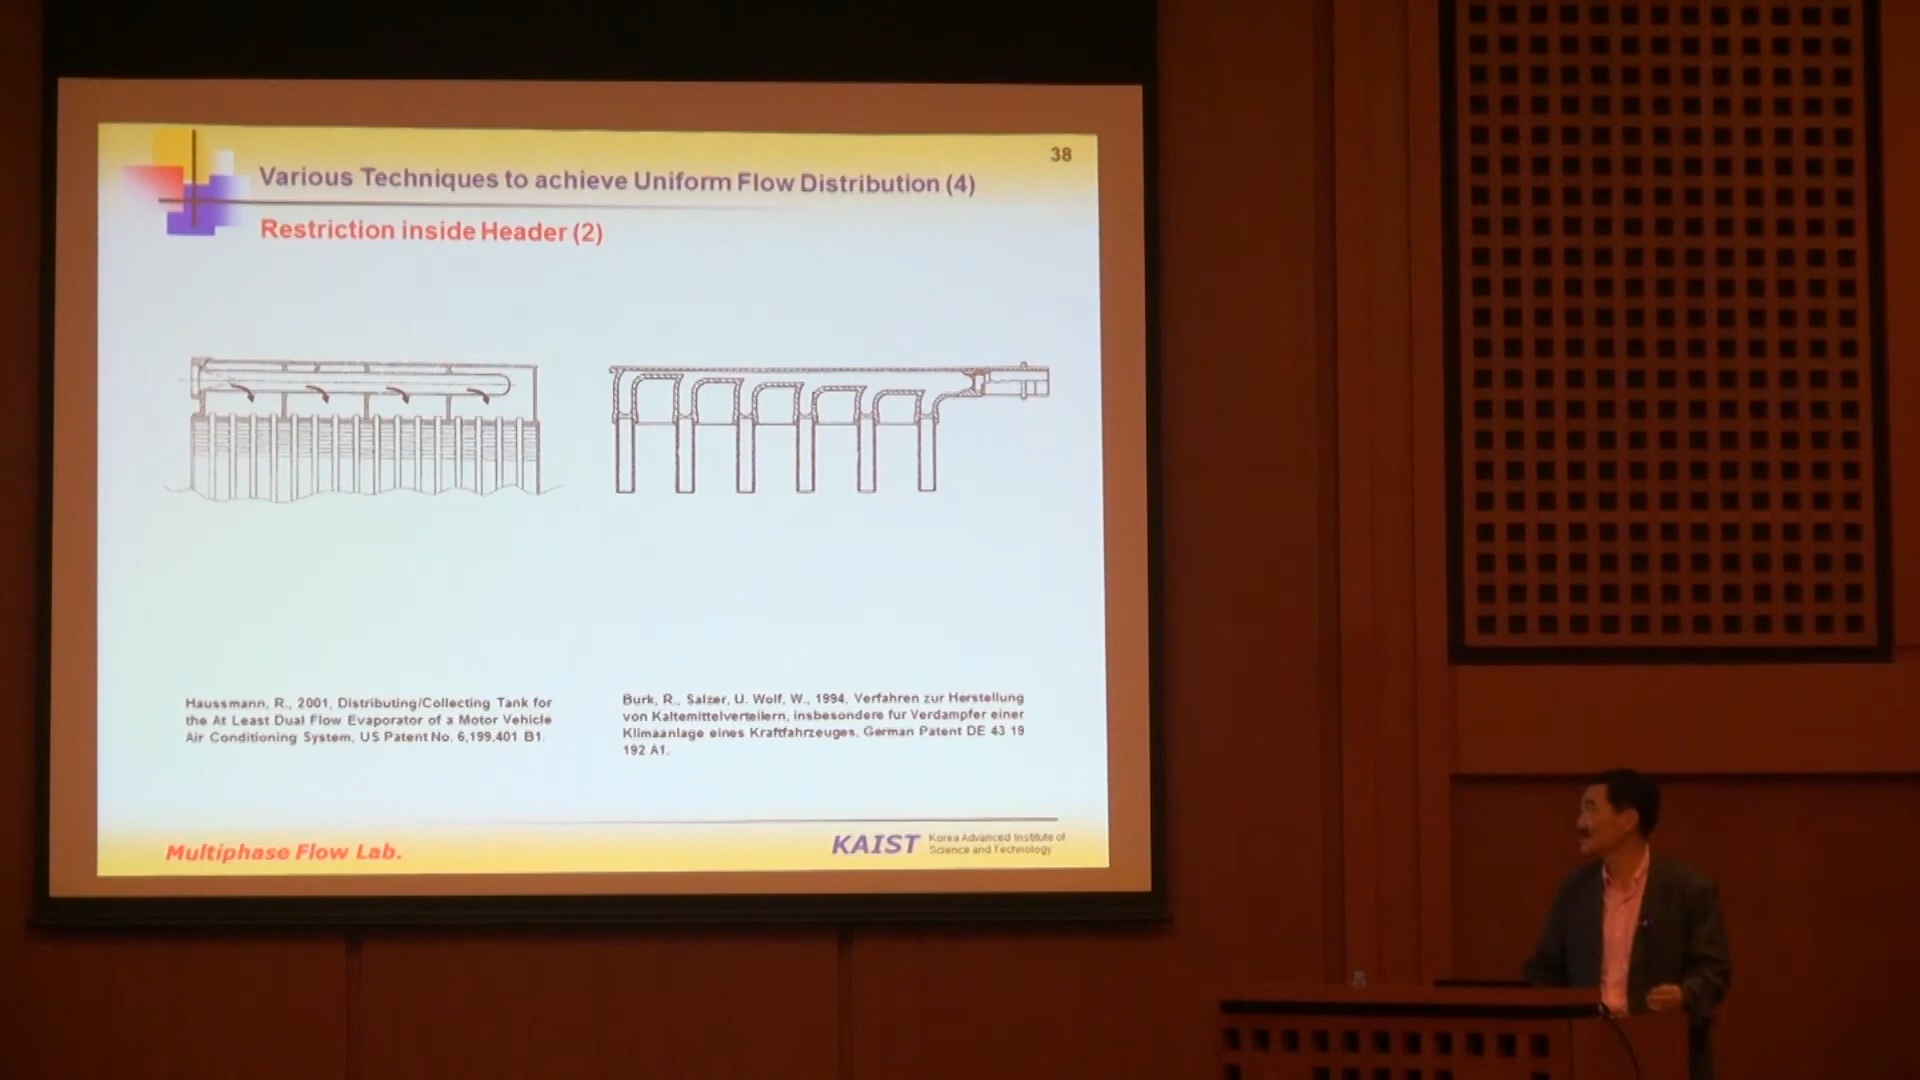 38
Various Techniques to achieve Uniform Flow Distribution (4)
Restriction inside Header (2)
Haussmann, R., 2001, Distributing/Collecting Tank for
the At Least Dual Flow Evaporator of a Motor Vehicle
Air Conditioning System, US Patent No. 6,199,401 B1.
Burk, R., Salzer, U. Wolf, W., 1994, Verfahren zur Herstellung
von Kaltemittelverteilern, insbesondere fur Verdampfer einer
Klimaanlage eines Kraftfahrzeuges, German Patent DE 43 19
192 A1.
Multiphase Flow Lab.
KAIST
Korea Advanced Institute of
Science and Technology